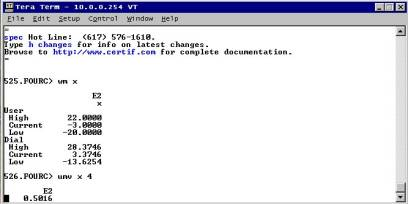 Tera Term - 10.0.0.254 VT
File Edit Setup Control Window Help
=
spec Hot Line: (617) 576-1610.
Type h changes for info on latest changes.
Browse to http://www.certif.com for complete documentation.
=
525.FOURC> wm x
E2
x
User
High 22.0000
Current -3.0000
Low -20.0000
Dial
High 28.3746
Current 3.3746
Low -13.6254
526.FOURC> umv x 4
E2
0.5016